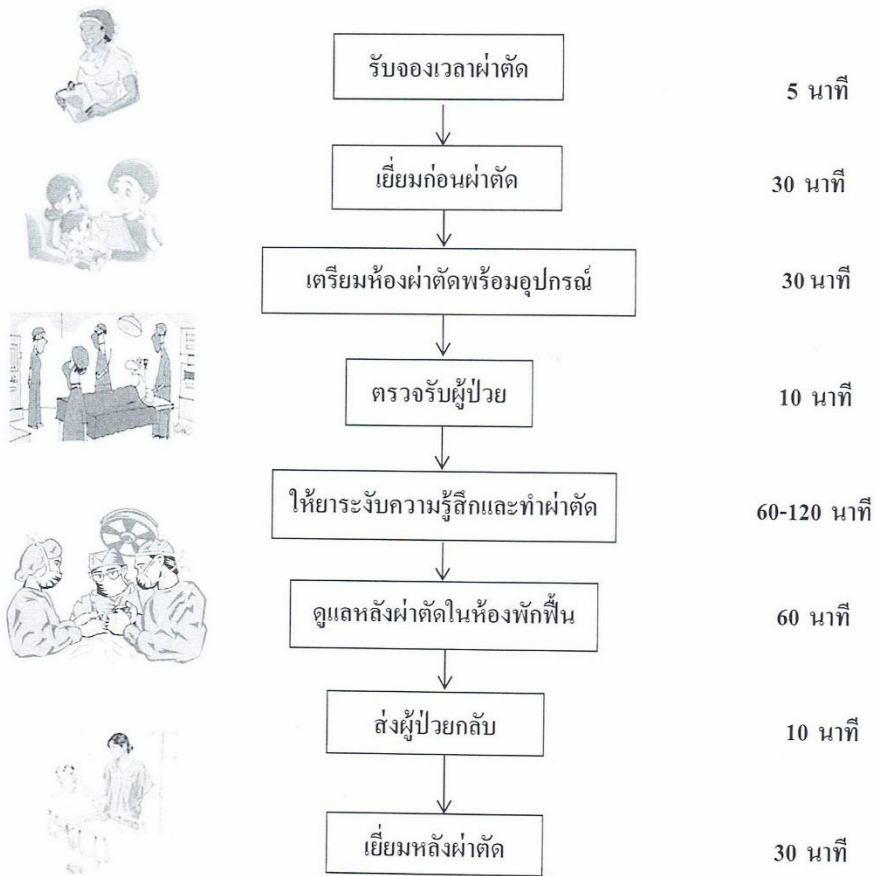 รับจองเวลาผ่าตัด
5 นาที
เยี่ยมก่อนผ่าตัด
30 นาที
เตรียมห้องผ่าตัดพร้อมอุปกรณ์
30 นาที
ตรวจรับผู้ป่วย
10 นาที
ให้ยาระงับความรู้สึกและทำผ่าตัด
60-120 นาที
ดูแลหลังผ่าตัดในห้องพักฟื้น
60 นาที
ส่งผู้ป่วยกลับ
10 นาที
เยี่ยมหลังผ่าตัด
30 นาที